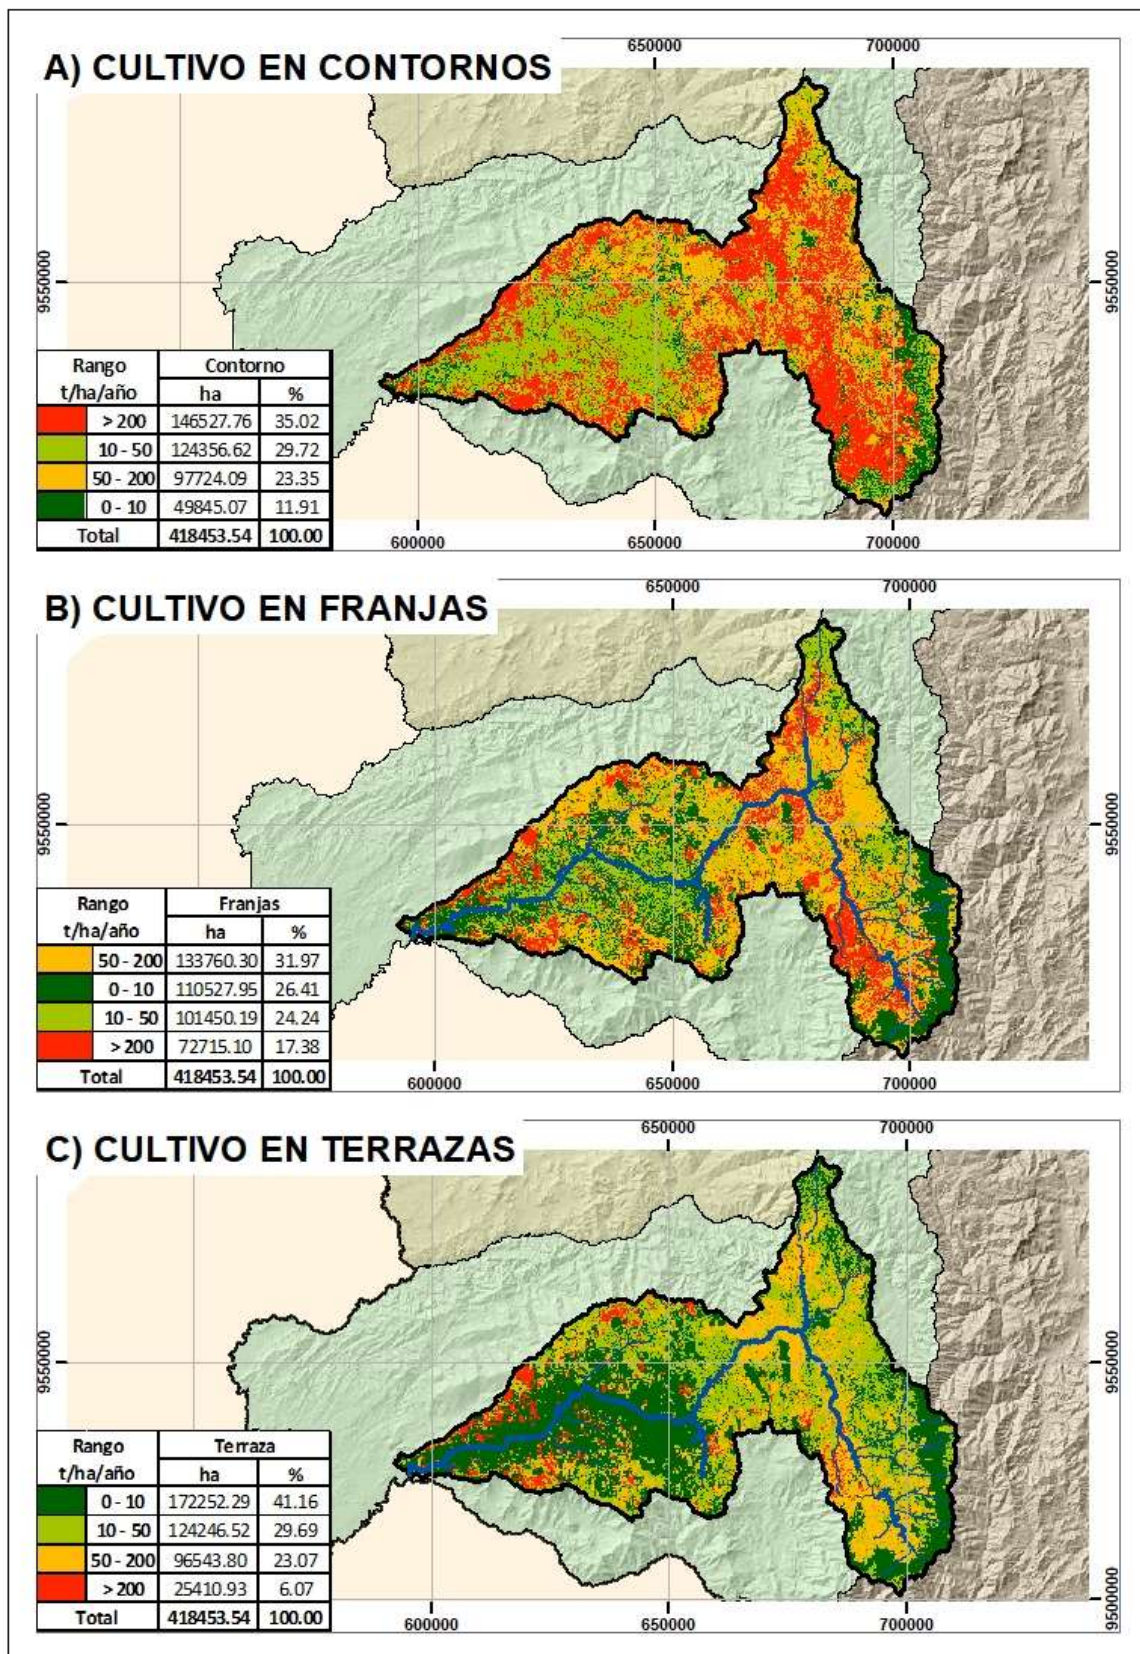 A) CULTIVO EN CONTORNOS
650000 700000
9550000 9550000
Rango Contorno
t/ha/año ha %
> 200 146527.76 35.02
10 - 50 124356.62 29.72
50 - 200 97724.09 23.35
0 - 10 49845.07 11.91
Total 418453.54 100.00
600000 650000 700000
B) CULTIVO EN FRANJAS
650000 700000
9550000 9550000
Rango Franjas
t/ha/año ha %
50 - 200 133760.30 31.97
0 - 10 110527.95 26.41
10 - 50 101450.19 24.24
> 200 72715.10 17.38
Total 418453.54 100.00
600000 650000 700000
C) CULTIVO EN TERRAZAS
650000 700000
9550000 9550000
Rango Terraza
t/ha/año ha %
0 - 10 172252.29 41.16
10 - 50 124246.52 29.69
50 - 200 96543.80 23.07
> 200 25410.93 6.07
Total 418453.54 100.00
9500000
600000 650000 700000